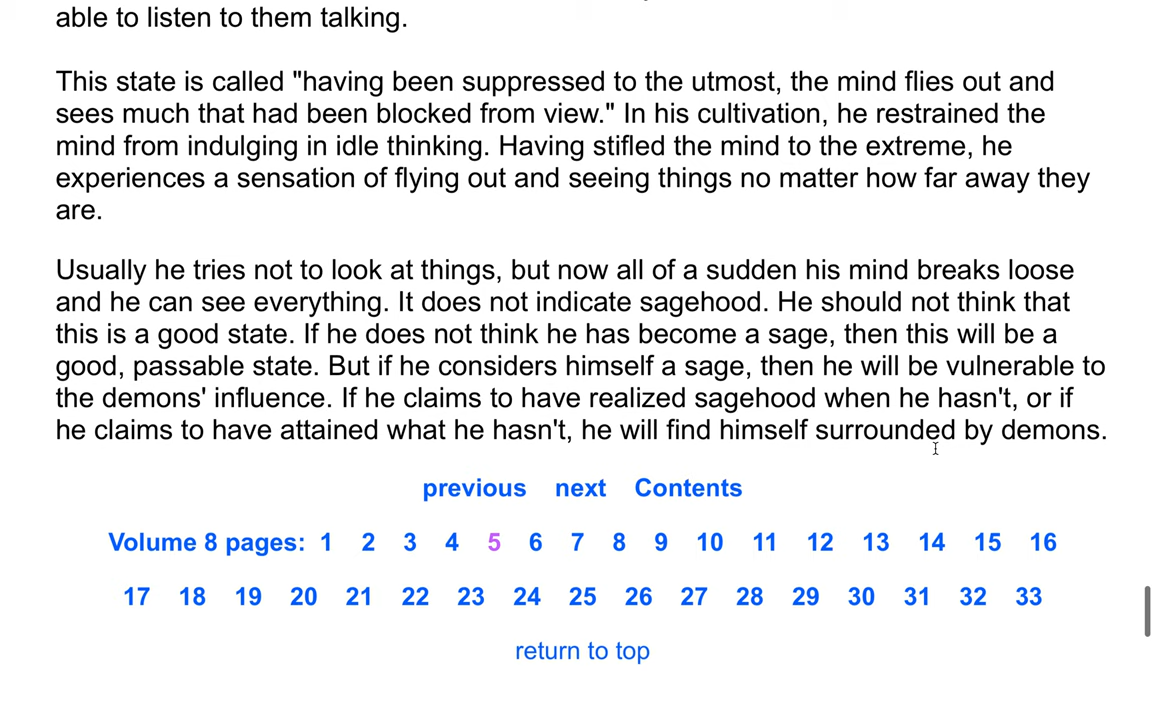 able to listen to them talking.
This state is called "having been suppressed to the utmost, the mind flies out and
sees much that had been blocked from view." In his cultivation, he restrained the
mind from indulging in idle thinking. Having stifled the mind to the extreme, he
experiences a sensation of flying out and seeing things no matter how far away they
are.
Usually he tries not to look at things, but now all of a sudden his mind breaks loose
and he can see everything. It does not indicate sagehood. He should not think that
this is a good state. If he does not think he has become a sage, then this will be a
good, passable state. But if he considers himself a sage, then he will be vulnerable to
the demons' influence. If he claims to have realized sagehood when he hasn't, or if
he claims to have attained what he hasn't, he will find himself surrounded by demons.
previous next Contents
Volume 8 pages: 1 2 3 4 5 6 7 8 9 10 11 12 13 14 15 16
17 18 19 20 21 22 23 24 25 26 27 28 29 30 31 32 33
return to top